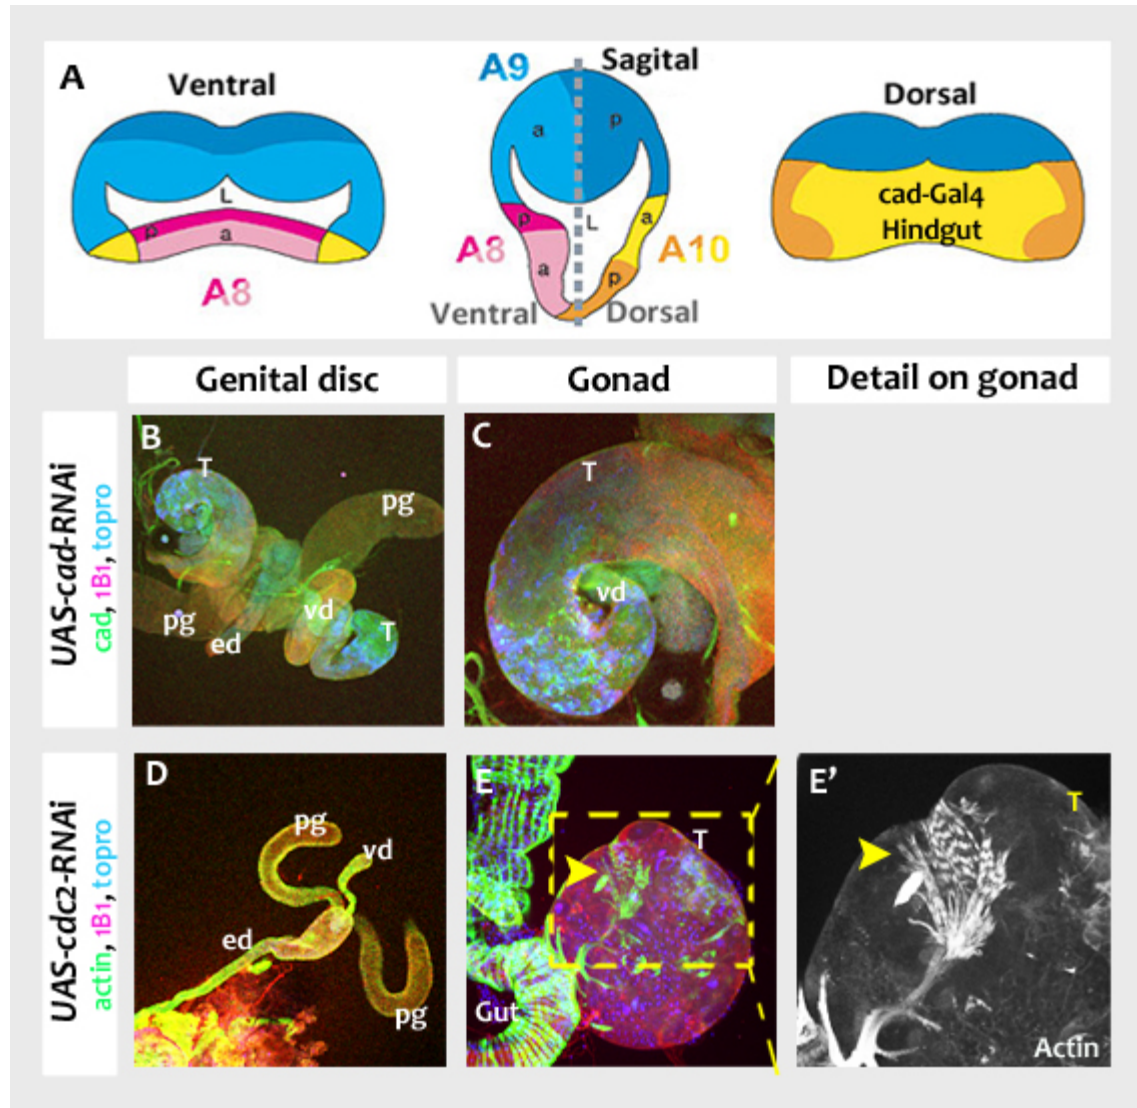 A
Ventral
L
p
a
A8
A9
Sagital
a
p
p
L
a
A8
A10
a
p
Ventral
Dorsal
Dorsal
cad-Gal4
Hindgut
Genital disc
Gonad
Detail on gonad
UAS-cad-RNAi
cad, 1B1, topro
B
T
pg
pg
vd
T
ed
C
T
vd
UAS-cdc2-RNAi
actin, 1B1, topro
D
pg
vd
ed
pg
E
T
Gut
E’
T
Actin